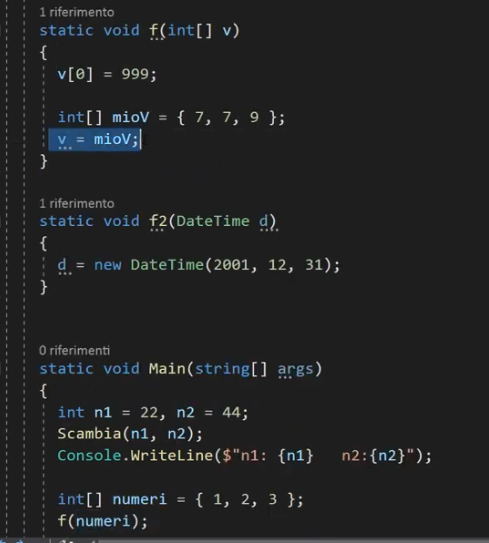 1 riferimento
static void f(int[] v)
{
v[0] = 999;
int[] mioV = { 7, 7, 9 };
v = mioV;
}
1 riferimento
static void f2(DateTime d)
{
d = new DateTime(2001, 12, 31);
}
0 riferimenti
static void Main(string[] args)
{
int n1 = 22, n2 = 44;
Scambia(n1, n2);
Console.WriteLine($"n1: {n1}   n2:{n2}");
int[] numeri = { 1, 2, 3 };
f(numeri);